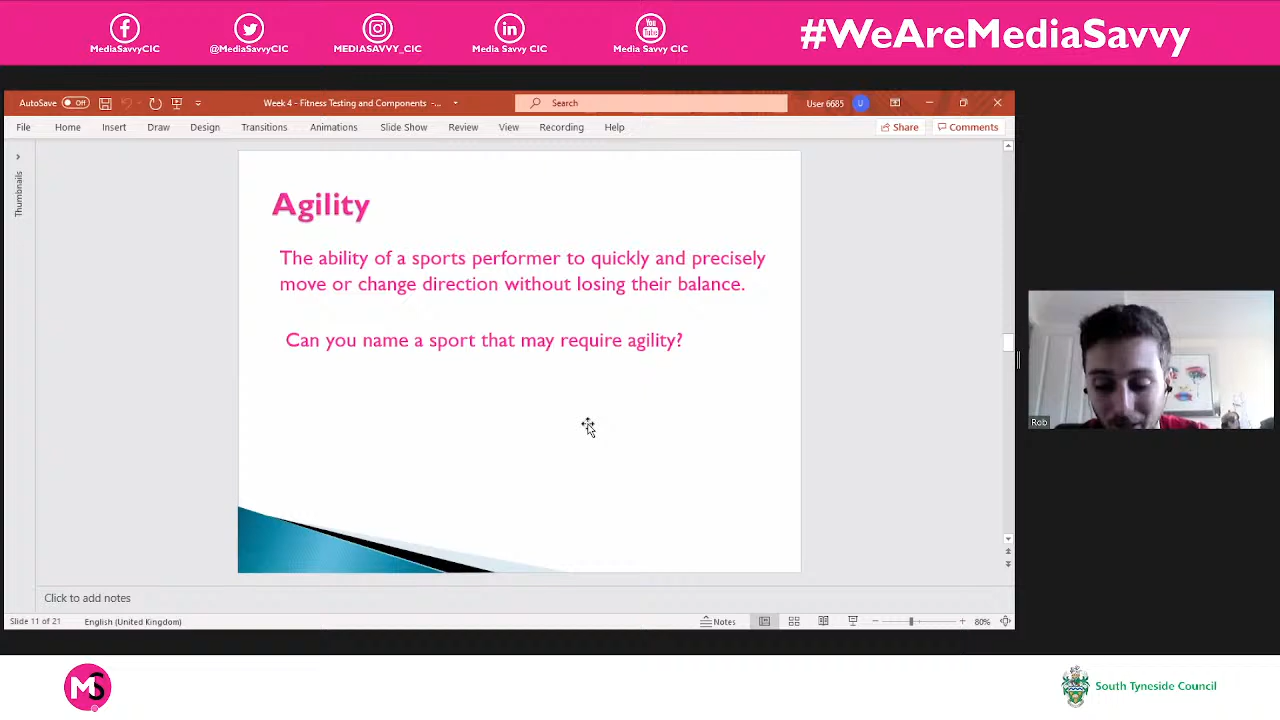 MediaSavvyCIC
@MediaSavvyCIC
MEDIASAVVY_CIC
Media Savvy CIC
You
Tube
Media Savvy CIC
#WeAreMediaSavvy
AutoSave Off
Week 4 - Fitness Testing and Components -...
Search
User 6685 U
File Home Insert Draw Design Transitions Animations Slide Show Review View Recording Help
Share Comments
Thumbnails
Agility
The ability of a sports performer to quickly and precisely
move or change direction without losing their balance.
Can you name a sport that may require agility?
Rob
Click to add notes
Slide 11 of 21 English (United Kingdom) Notes 80%
MS
South Tyneside Council